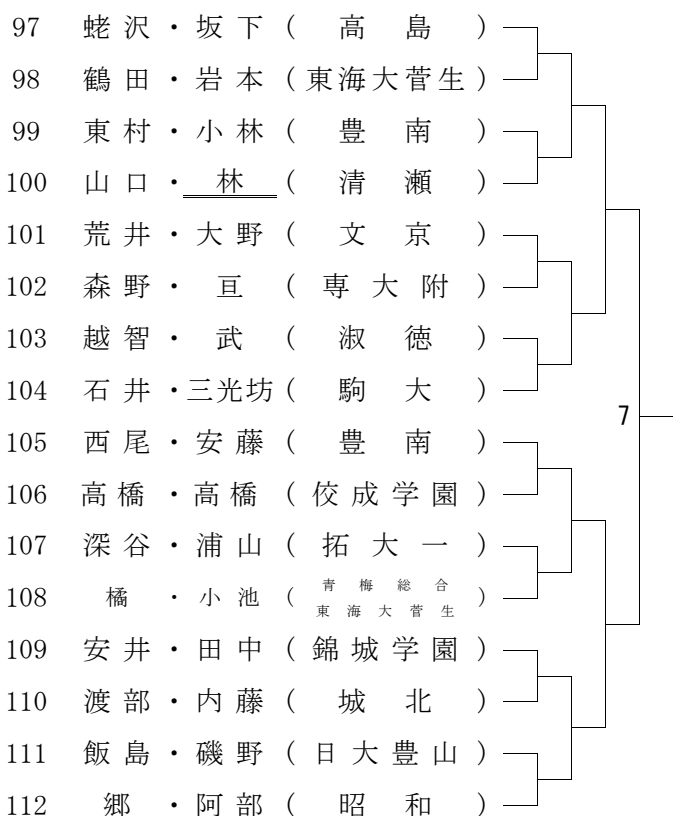 97 蛯沢・坂下（高島）
98 鶴田・岩本（東海大菅生）
99 東村・小林（豊南）
100 山口・林（清瀬）
101 荒井・大野（文京）
102 森野・亘（専大附）
103 越智・武（淑徳）
104 石井・三光坊（駒大）
7
105 西尾・安藤（豊南）
106 高橋・高橋（佼成学園）
107 深谷・浦山（拓大一）
108 橘・小池（青梅総合 東海大菅生）
109 安井・田中（錦城学園）
110 渡部・内藤（城北）
111 飯島・磯野（日大豊山）
112 郷・阿部（昭和）